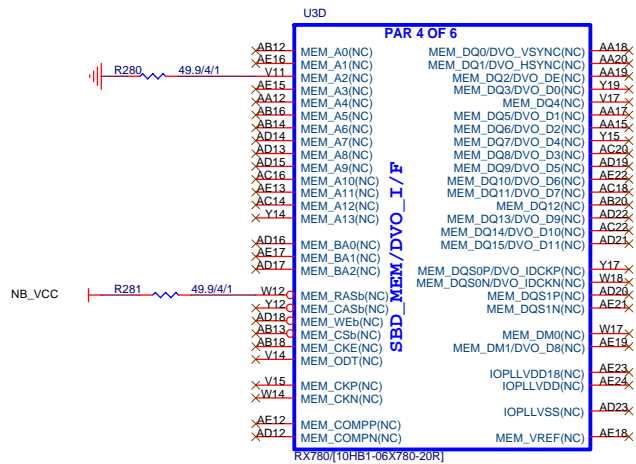 U3D
PAR 4 OF 6
AB12 MEM_A0(NC) MEM_DQ0/DVO_VSYNC(NC) AA18
AE16 MEM_A1(NC) MEM_DQ1/DVO_HSYNC(NC) AA20
R280 49.9/4/1 V11 MEM_A2(NC) MEM_DQ2/DVO_DE(NC) AA19
AE15 MEM_A3(NC) MEM_DQ3/DVO_D0(NC) Y19
AA12 MEM_A4(NC) MEM_DQ4(NC) V17
AB16 MEM_A5(NC) MEM_DQ5/DVO_D1(NC) AA17
AB14 MEM_A6(NC) MEM_DQ6/DVO_D2(NC) AA15
AD14 MEM_A7(NC) MEM_DQ7/DVO_D4(NC) Y15
AD13 MEM_A8(NC) MEM_DQ8/DVO_D3(NC) AC20
AD15 MEM_A9(NC) MEM_DQ9/DVO_D5(NC) AD19
AC16 MEM_A10(NC) MEM_DQ10/DVO_D6(NC) AE22
AE13 MEM_A11(NC) MEM_DQ11/DVO_D7(NC) AC18
AC14 MEM_A12(NC) MEM_DQ12(NC) AB20
Y14 MEM_A13(NC) MEM_DQ13/DVO_D9(NC) AD22
MEM_DQ14/DVO_D10(NC) AC22
AD16 MEM_BA0(NC) MEM_DQ15/DVO_D11(NC) AD21
AE17 MEM_BA1(NC)
AD17 MEM_BA2(NC) MEM_DQS0P/DVO_IDCKP(NC) Y17
MEM_DQS0N/DVO_IDCKN(NC) W18
NB_VCC R281 49.9/4/1 W12 MEM_RASb(NC) MEM_DQS1P(NC) AD20
Y12 MEM_CASb(NC) MEM_DQS1N(NC) AE21
AD18 MEM_WEb(NC)
AB13 MEM_CSb(NC) MEM_DM0(NC) W17
AB18 MEM_CKE(NC) MEM_DM1/DVO_D8(NC) AE19
V14 MEM_ODT(NC)
IOPLLVDD18(NC) AE23
V15 MEM_CKP(NC) IOPLLVDD(NC) AE24
W14 MEM_CKN(NC)
IOPLLVSS(NC) AD23
AE12 MEM_COMPP(NC)
AD12 MEM_COMPN(NC) MEM_VREF(NC) AE18
SBD_MEM/DVO_I/F
RX780/[10HB1-06X780-20R]